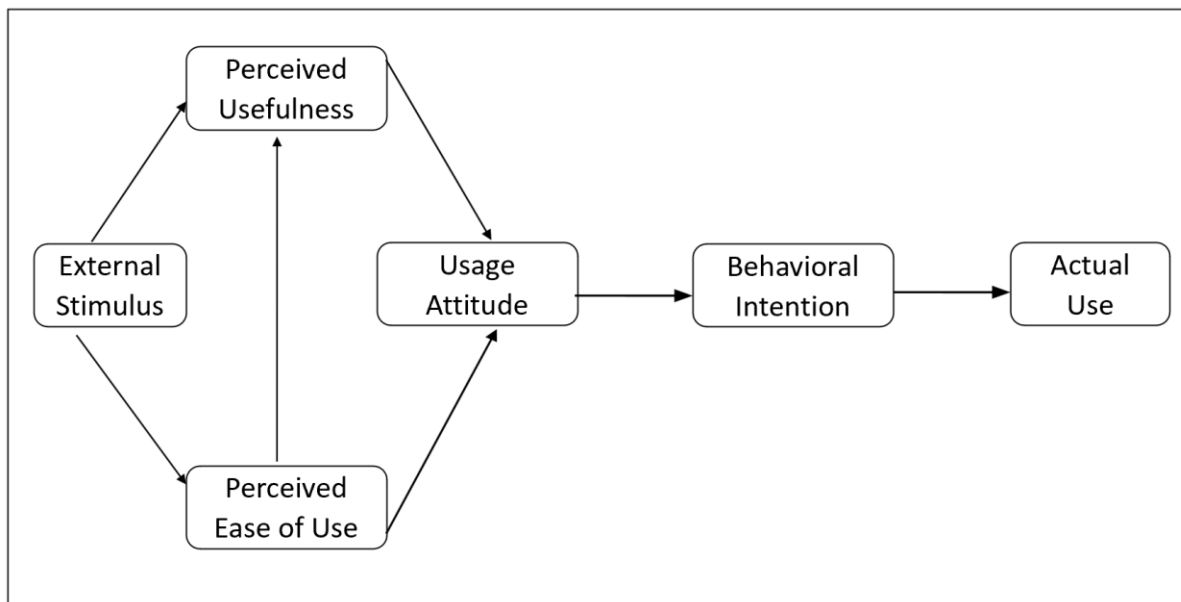 Perceived
Usefulness
External
Stimulus
Usage
Attitude
Behavioral
Intention
Actual
Use
Perceived
Ease of Use